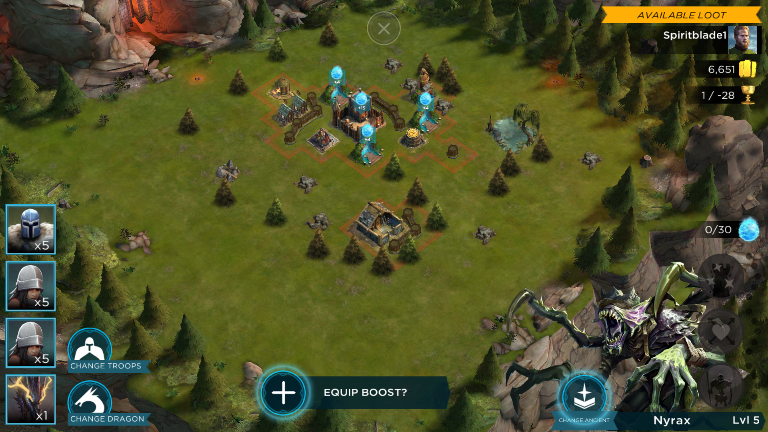 AVAILABLE LOOT
Spiritblade1
6,651
1 / -28
0/30
x5
x5
x5
x1
CHANGE TROOPS
CHANGE DRAGON
EQUIP BOOST?
CHANGE ANCIENT
Nyrax Lvl 5